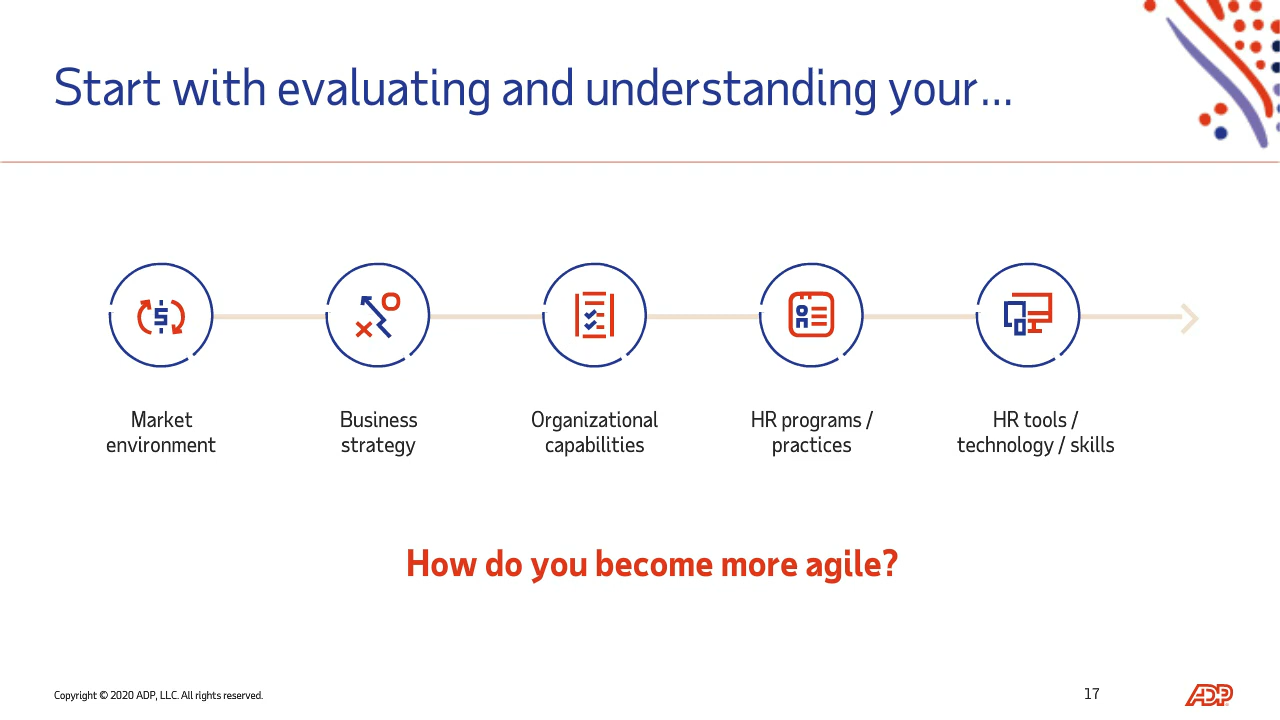 Start with evaluating and understanding your...
Market
environment
Business
strategy
Organizational
capabilities
HR programs /
practices
HR tools /
technology / skills
How do you become more agile?
Copyright © 2020 ADP, LLC. All rights reserved.
17
ADP